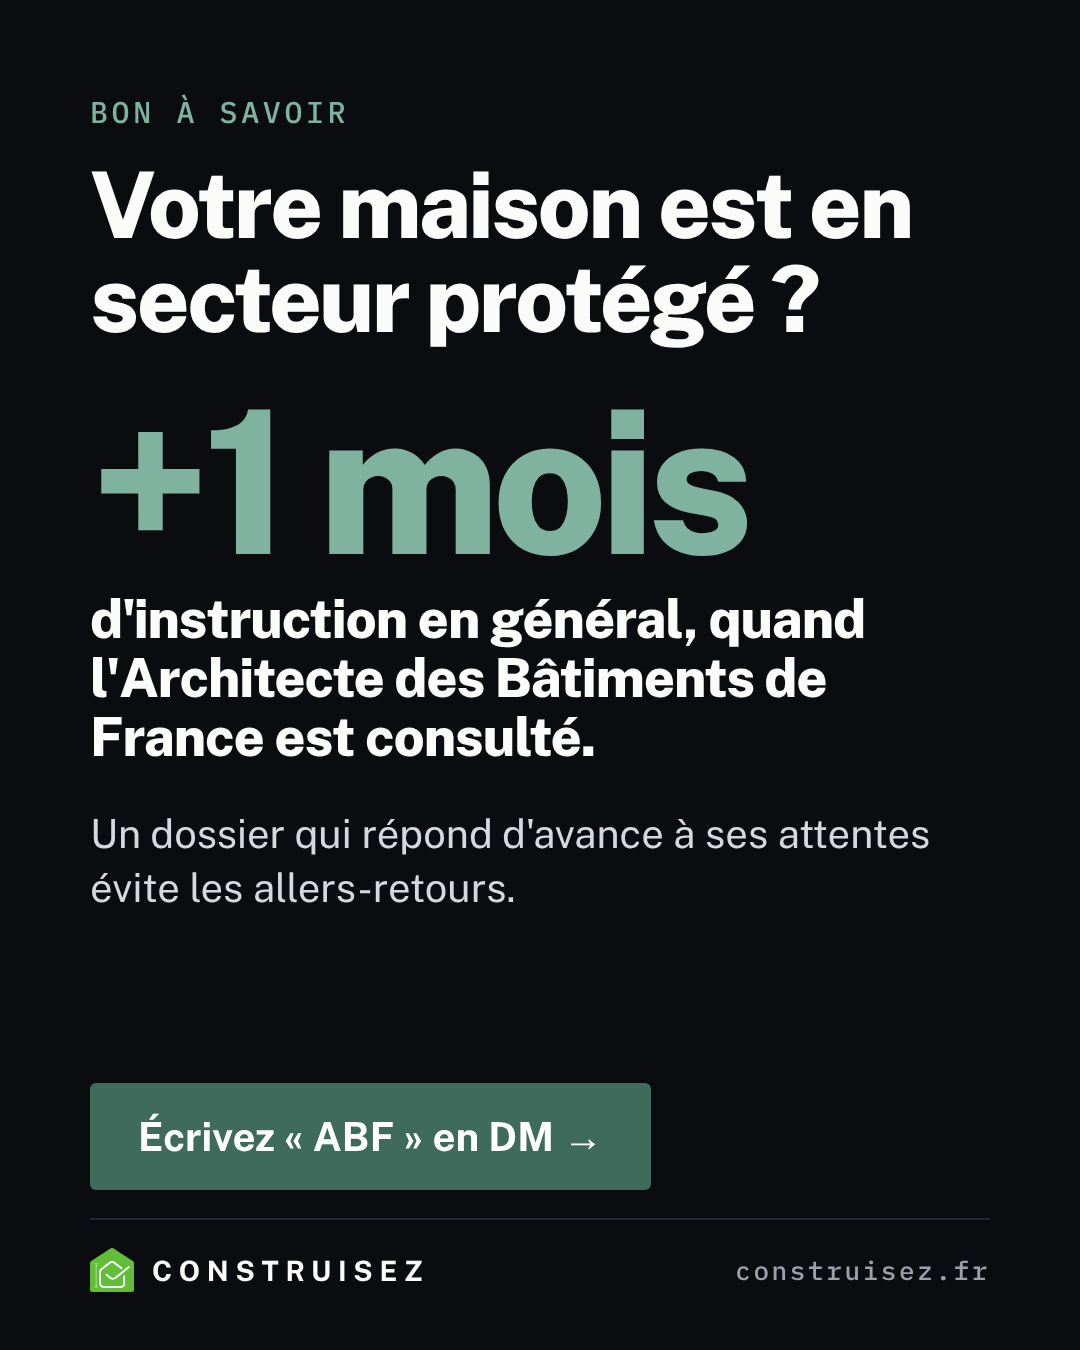 BON À SAVOIR
Votre maison est en
secteur protégé ?
+1 mois
d'instruction en général, quand
l'Architecte des Bâtiments de
France est consulté.
Un dossier qui répond d'avance à ses attentes
évite les allers-retours.
Écrivez « ABF » en DM →
CONSTRUISEZ
construisez.fr